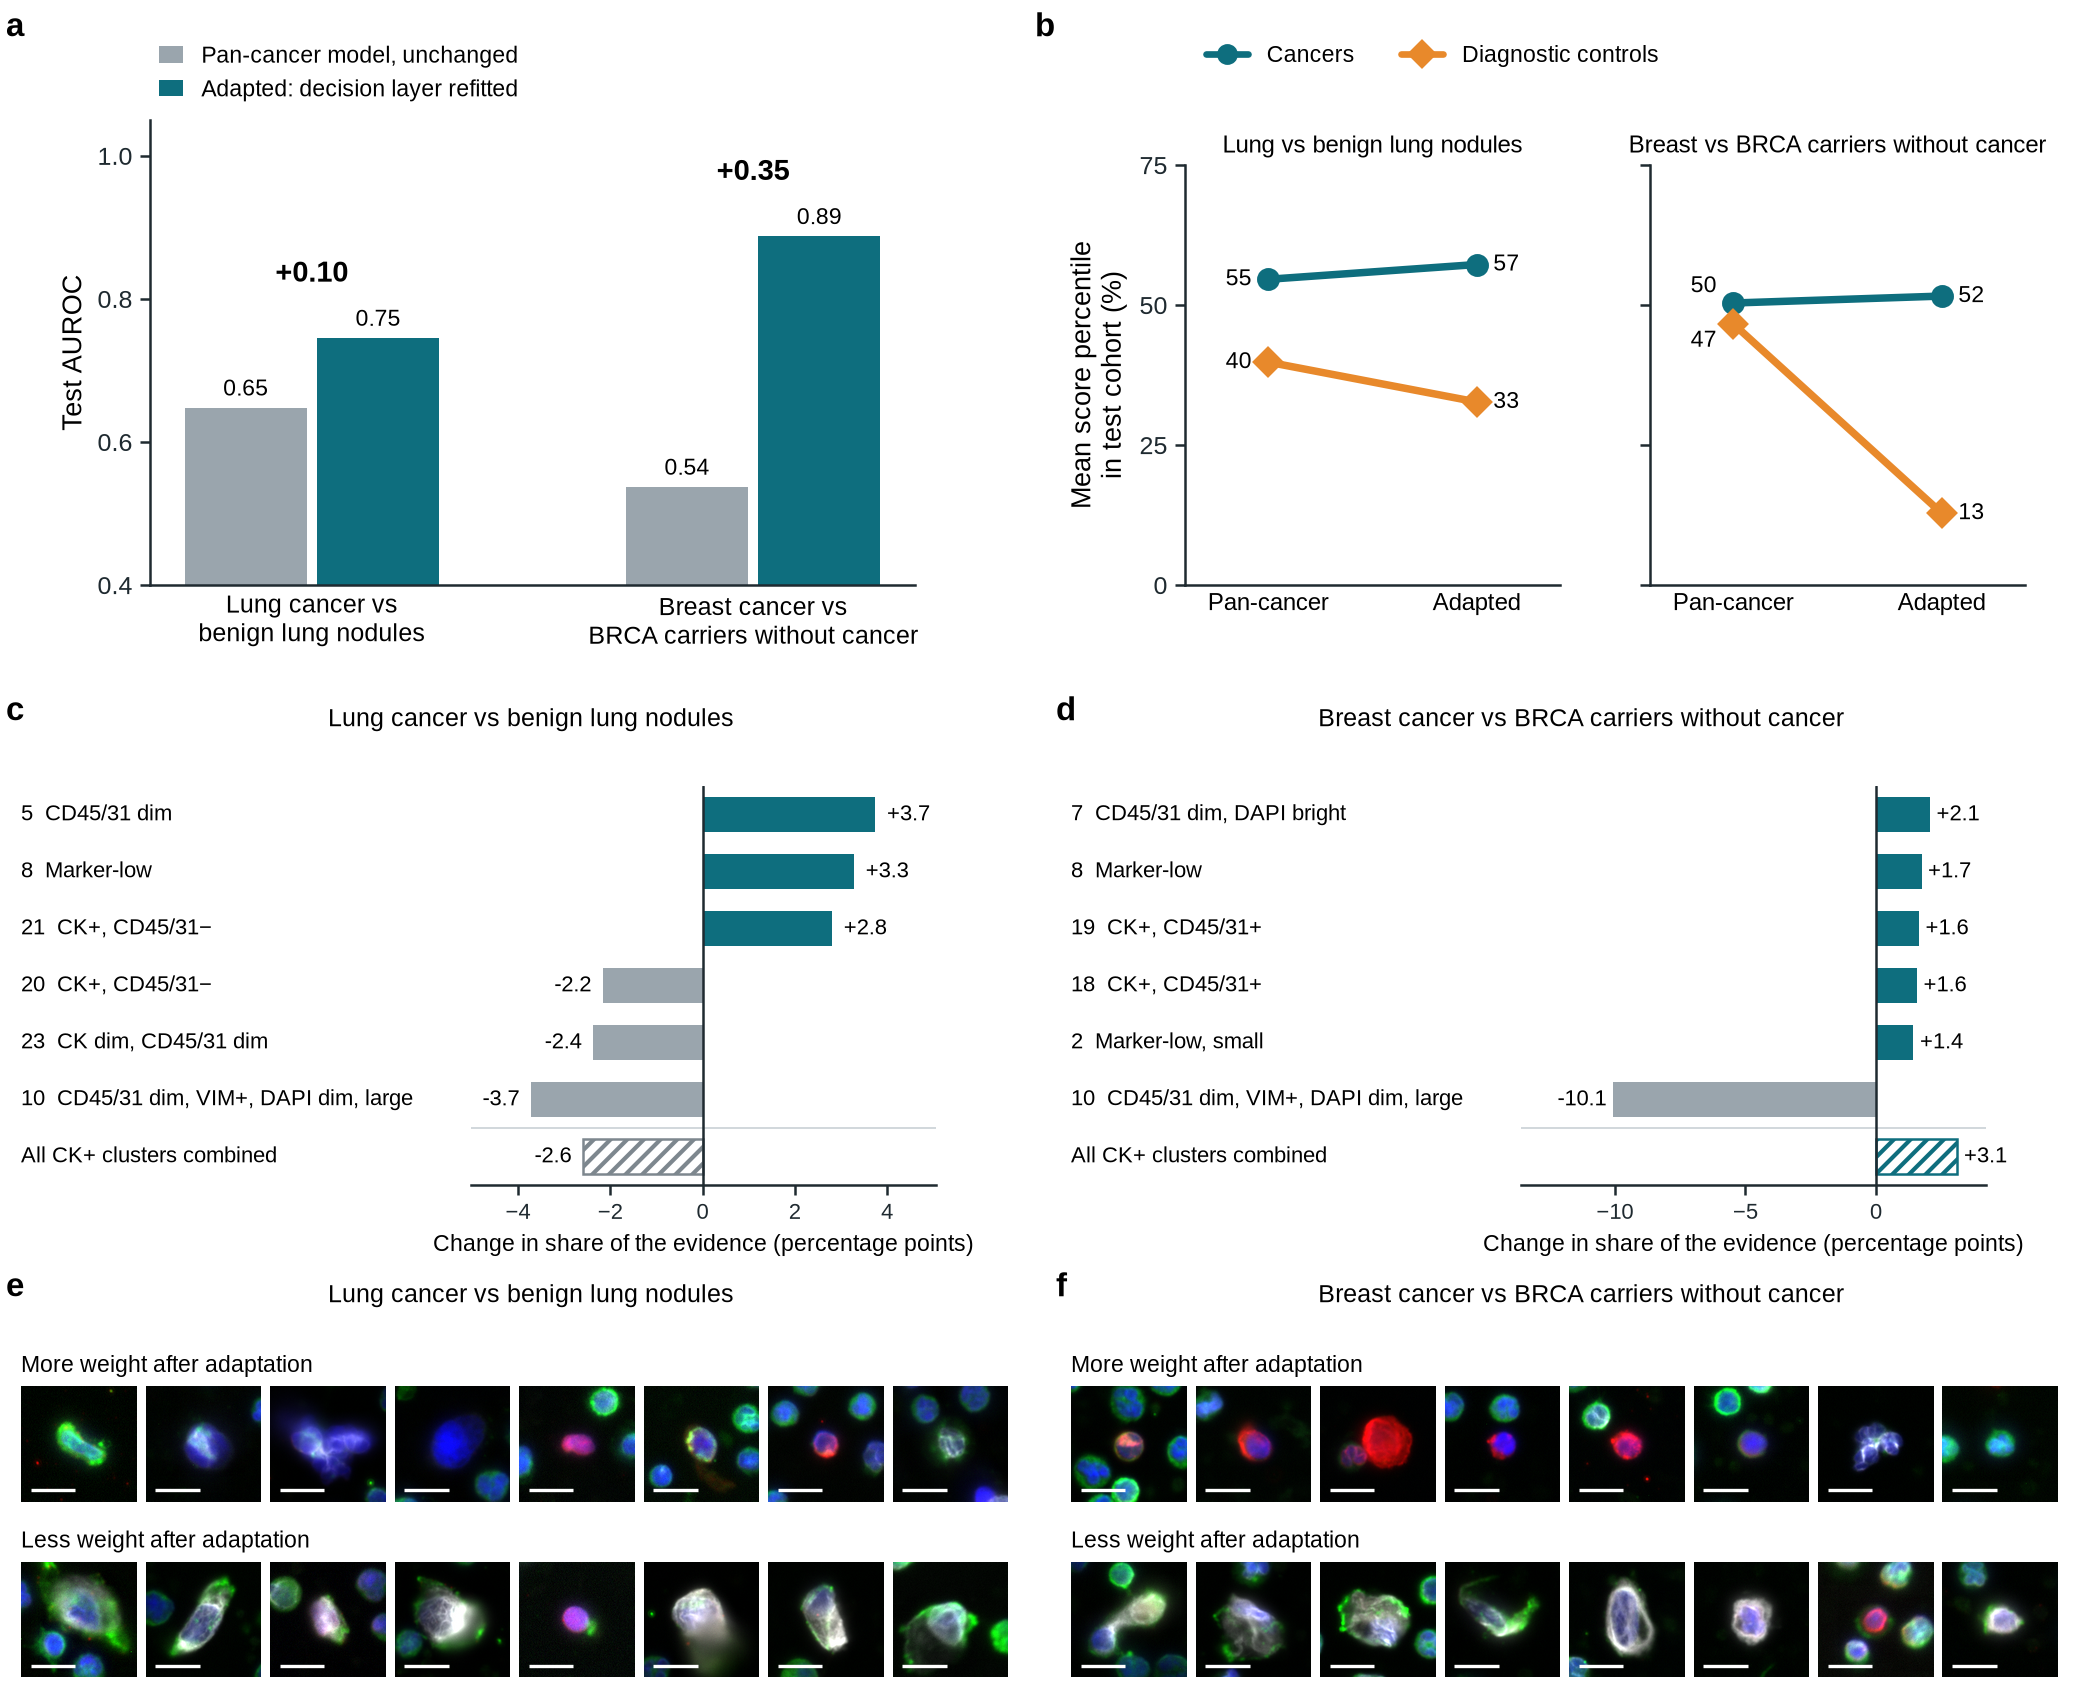 a
Pan-cancer model, unchanged
Adapted: decision layer refitted
Test AUROC
1.0
0.8
0.6
0.4
+0.10
+0.35
0.65
0.75
0.54
0.89
Lung cancer vs
benign lung nodules
Breast cancer vs
BRCA carriers without cancer
b
Cancers
Diagnostic controls
Lung vs benign lung nodules
Breast vs BRCA carriers without cancer
Mean score percentile
in test cohort (%)
75
50
25
0
55
57
40
33
50
52
47
13
Pan-cancer
Adapted
Pan-cancer
Adapted
c
Lung cancer vs benign lung nodules
5 CD45/31 dim
+3.7
8 Marker-low
+3.3
21 CK+, CD45/31−
+2.8
20 CK+, CD45/31−
-2.2
23 CK dim, CD45/31 dim
-2.4
10 CD45/31 dim, VIM+, DAPI dim, large
-3.7
All CK+ clusters combined
-2.6
−4
−2
0
2
4
Change in share of the evidence (percentage points)
d
Breast cancer vs BRCA carriers without cancer
7 CD45/31 dim, DAPI bright
+2.1
8 Marker-low
+1.7
19 CK+, CD45/31+
+1.6
18 CK+, CD45/31+
+1.6
2 Marker-low, small
+1.4
10 CD45/31 dim, VIM+, DAPI dim, large
-10.1
All CK+ clusters combined
+3.1
−10
−5
0
Change in share of the evidence (percentage points)
e
Lung cancer vs benign lung nodules
More weight after adaptation
Less weight after adaptation
f
Breast cancer vs BRCA carriers without cancer
More weight after adaptation
Less weight after adaptation